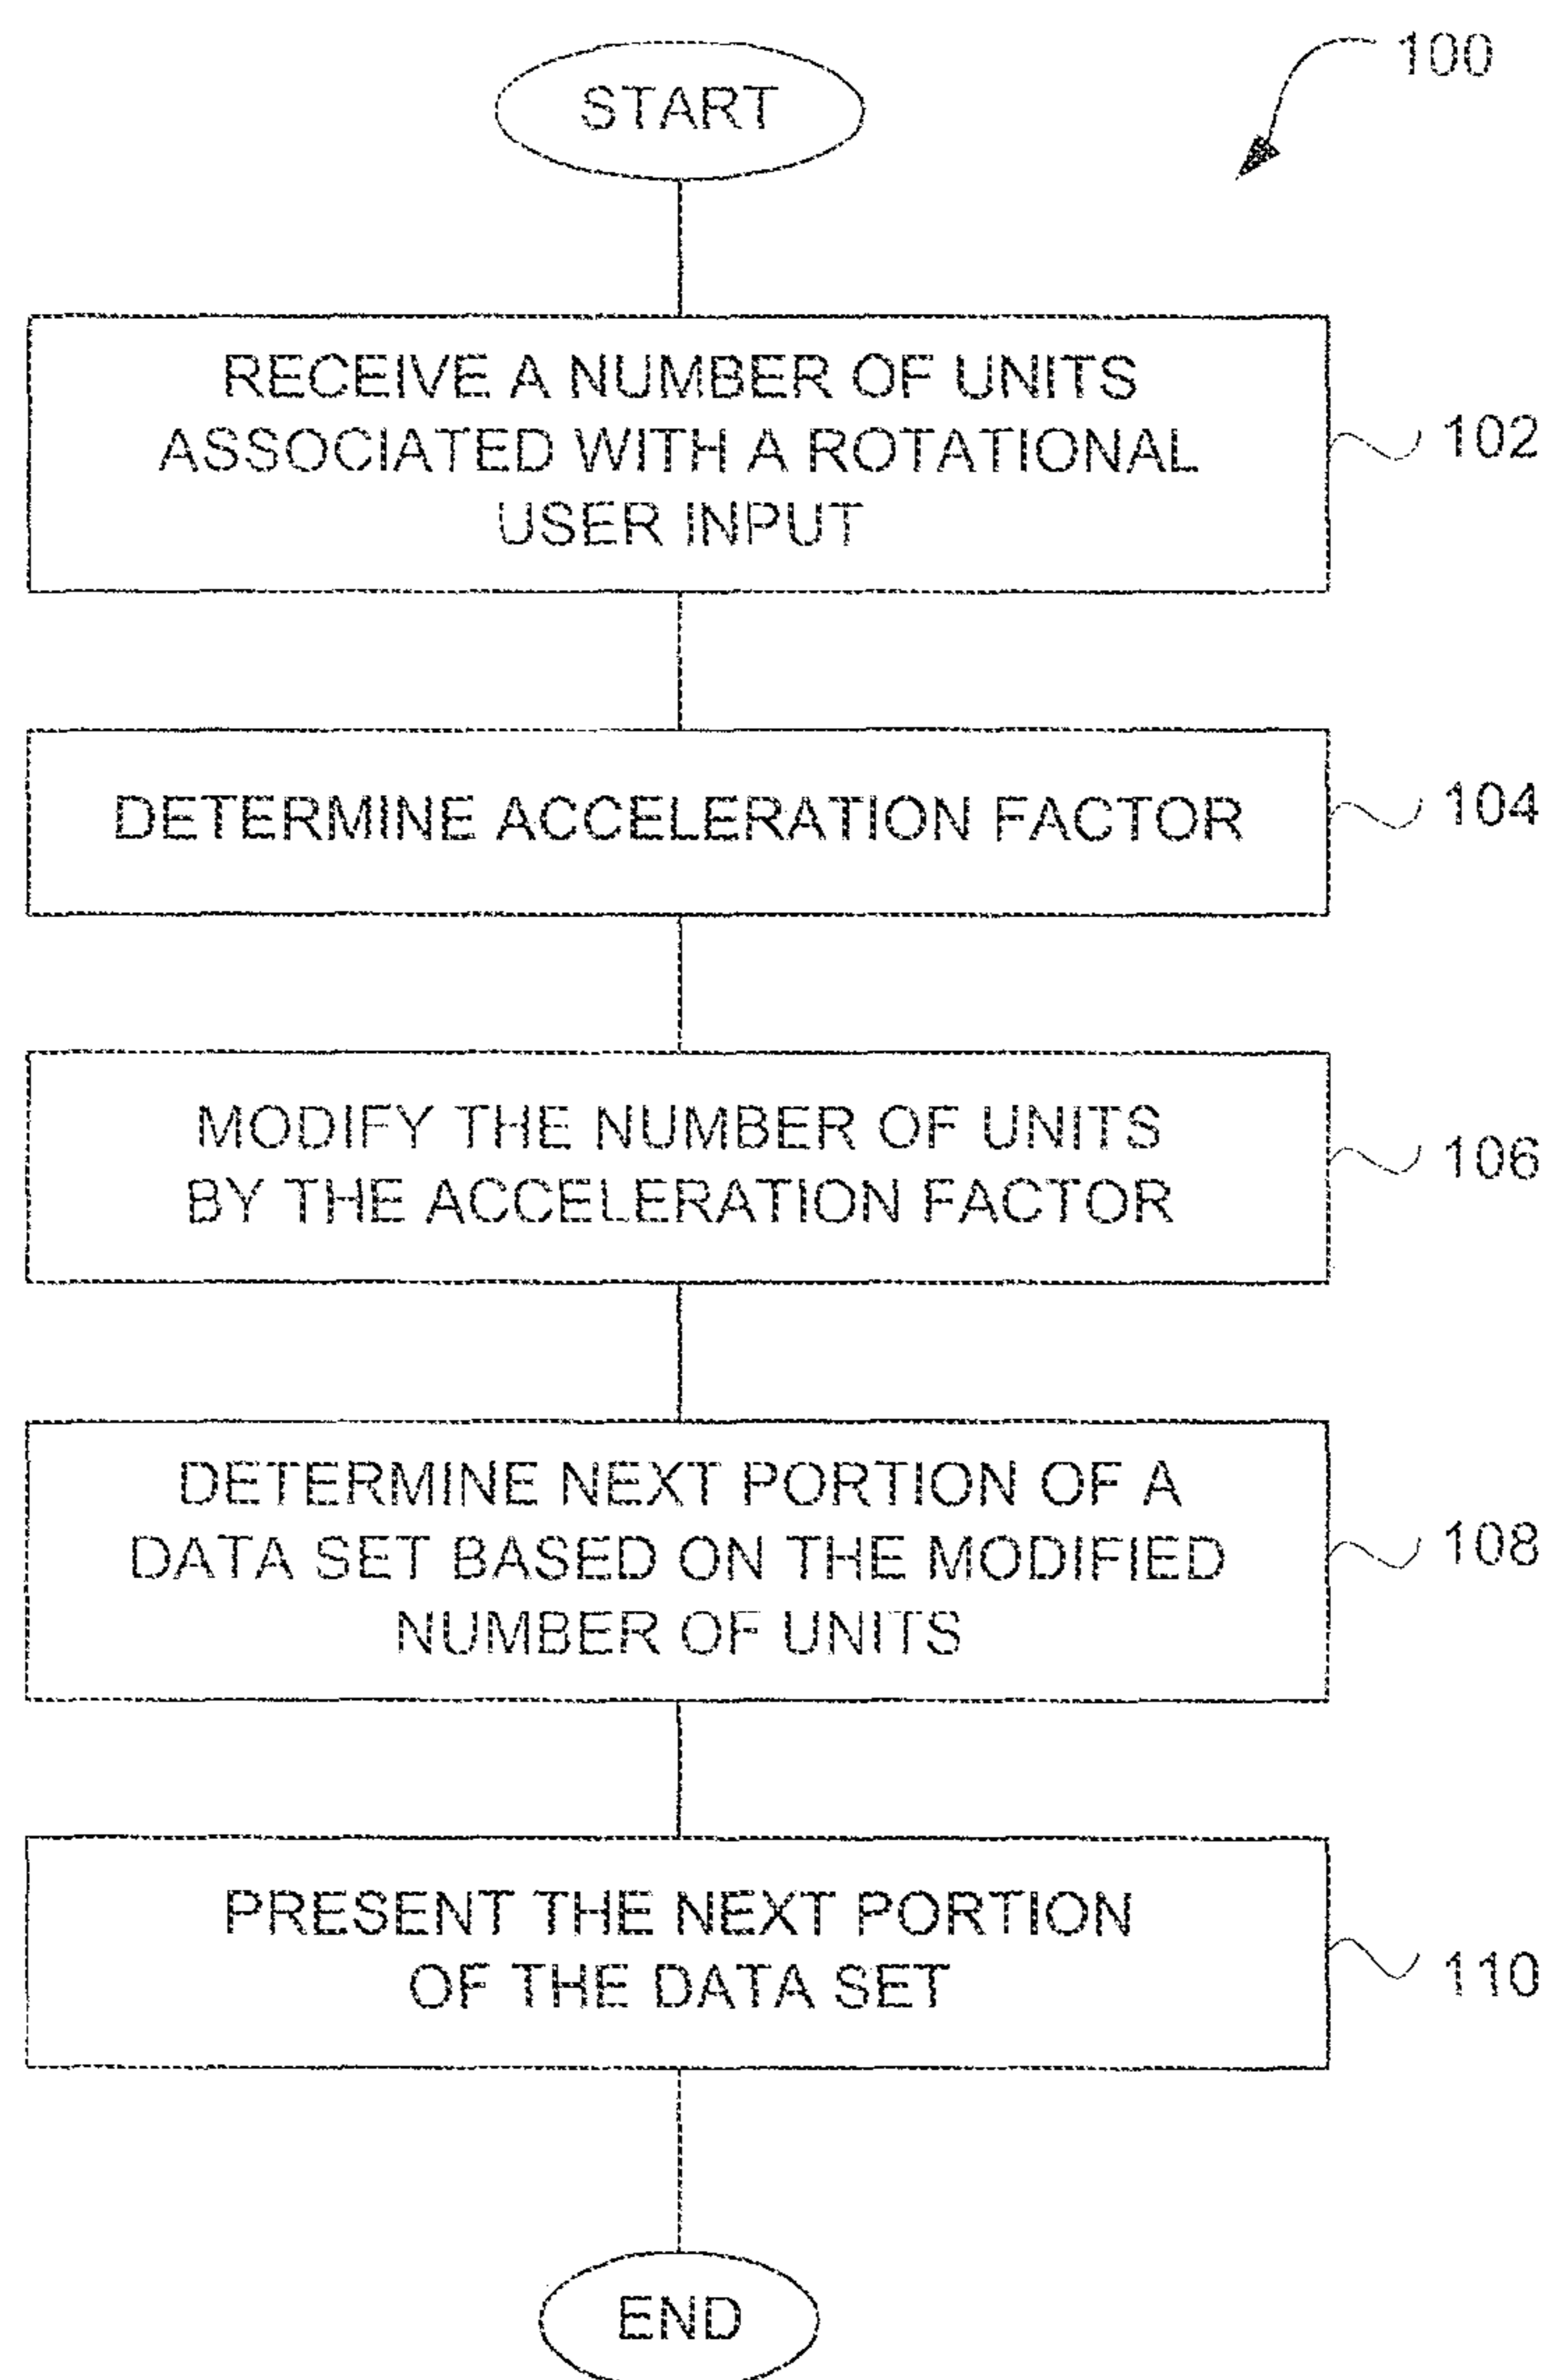 100
START
RECEIVE A NUMBER OF UNITS
ASSOCIATED WITH A ROTATIONAL
USER INPUT
102
DETERMINE ACCELERATION FACTOR
104
MODIFY THE NUMBER OF UNITS
BY THE ACCELERATION FACTOR
106
DETERMINE NEXT PORTION OF A
DATA SET BASED ON THE MODIFIED
NUMBER OF UNITS
108
PRESENT THE NEXT PORTION
OF THE DATA SET
110
END